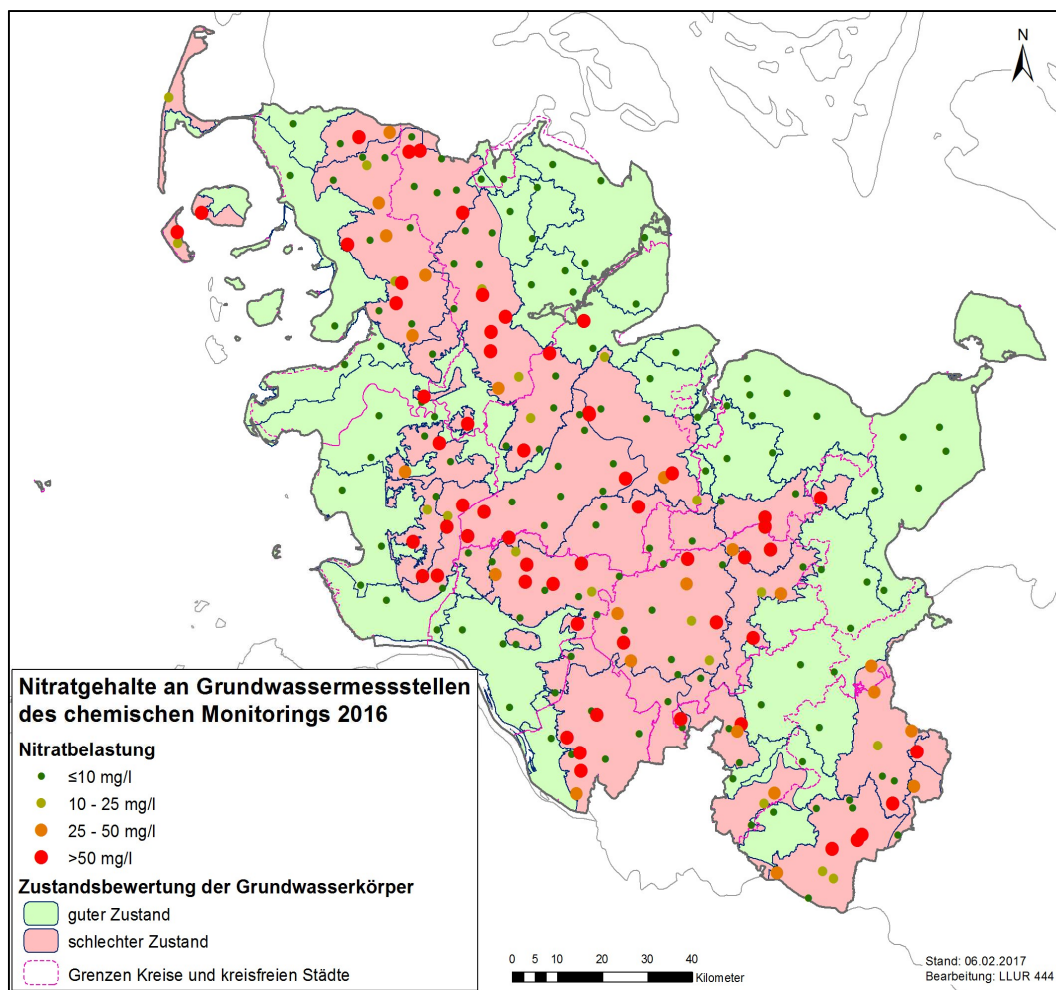 N
Nitratgehalte an Grundwassermessstellen
des chemischen Monitorings 2016
Nitratbelastung
≤10 mg/l
10 - 25 mg/l
25 - 50 mg/l
>50 mg/l
Zustandsbewertung der Grundwasserkörper
guter Zustand
schlechter Zustand
Grenzen Kreise und kreisfreien Städte
0 5 10 20 30 40
Kilometer
Stand: 06.02.2017
Bearbeitung: LLUR 444